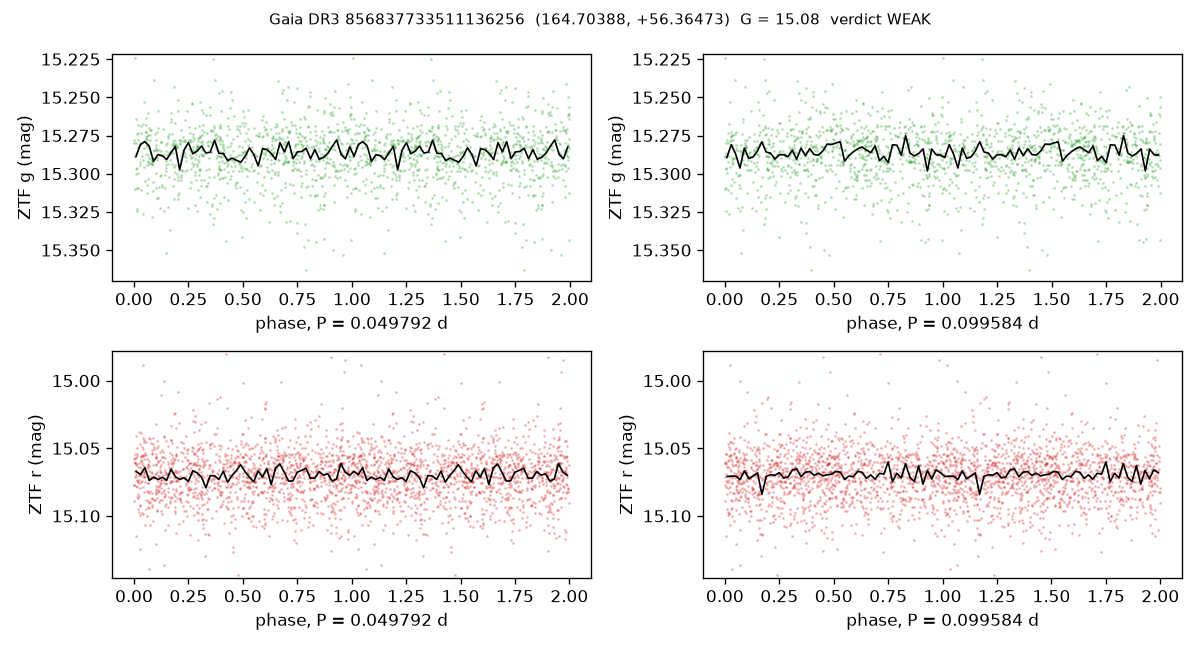 Gaia DR3 856837733511136256 (164.70388, +56.36473) G = 15.08 verdict WEAK
15.225
15.250
15.275
15.300
15.325
15.350
ZTF g (mag)
0.00 0.25 0.50 0.75 1.00 1.25 1.50 1.75 2.00
phase, P = 0.049792 d
15.225
15.250
15.275
15.300
15.325
15.350
ZTF g (mag)
0.00 0.25 0.50 0.75 1.00 1.25 1.50 1.75 2.00
phase, P = 0.099584 d
15.00
15.05
15.10
ZTF r (mag)
0.00 0.25 0.50 0.75 1.00 1.25 1.50 1.75 2.00
phase, P = 0.049792 d
15.00
15.05
15.10
ZTF r (mag)
0.00 0.25 0.50 0.75 1.00 1.25 1.50 1.75 2.00
phase, P = 0.099584 d